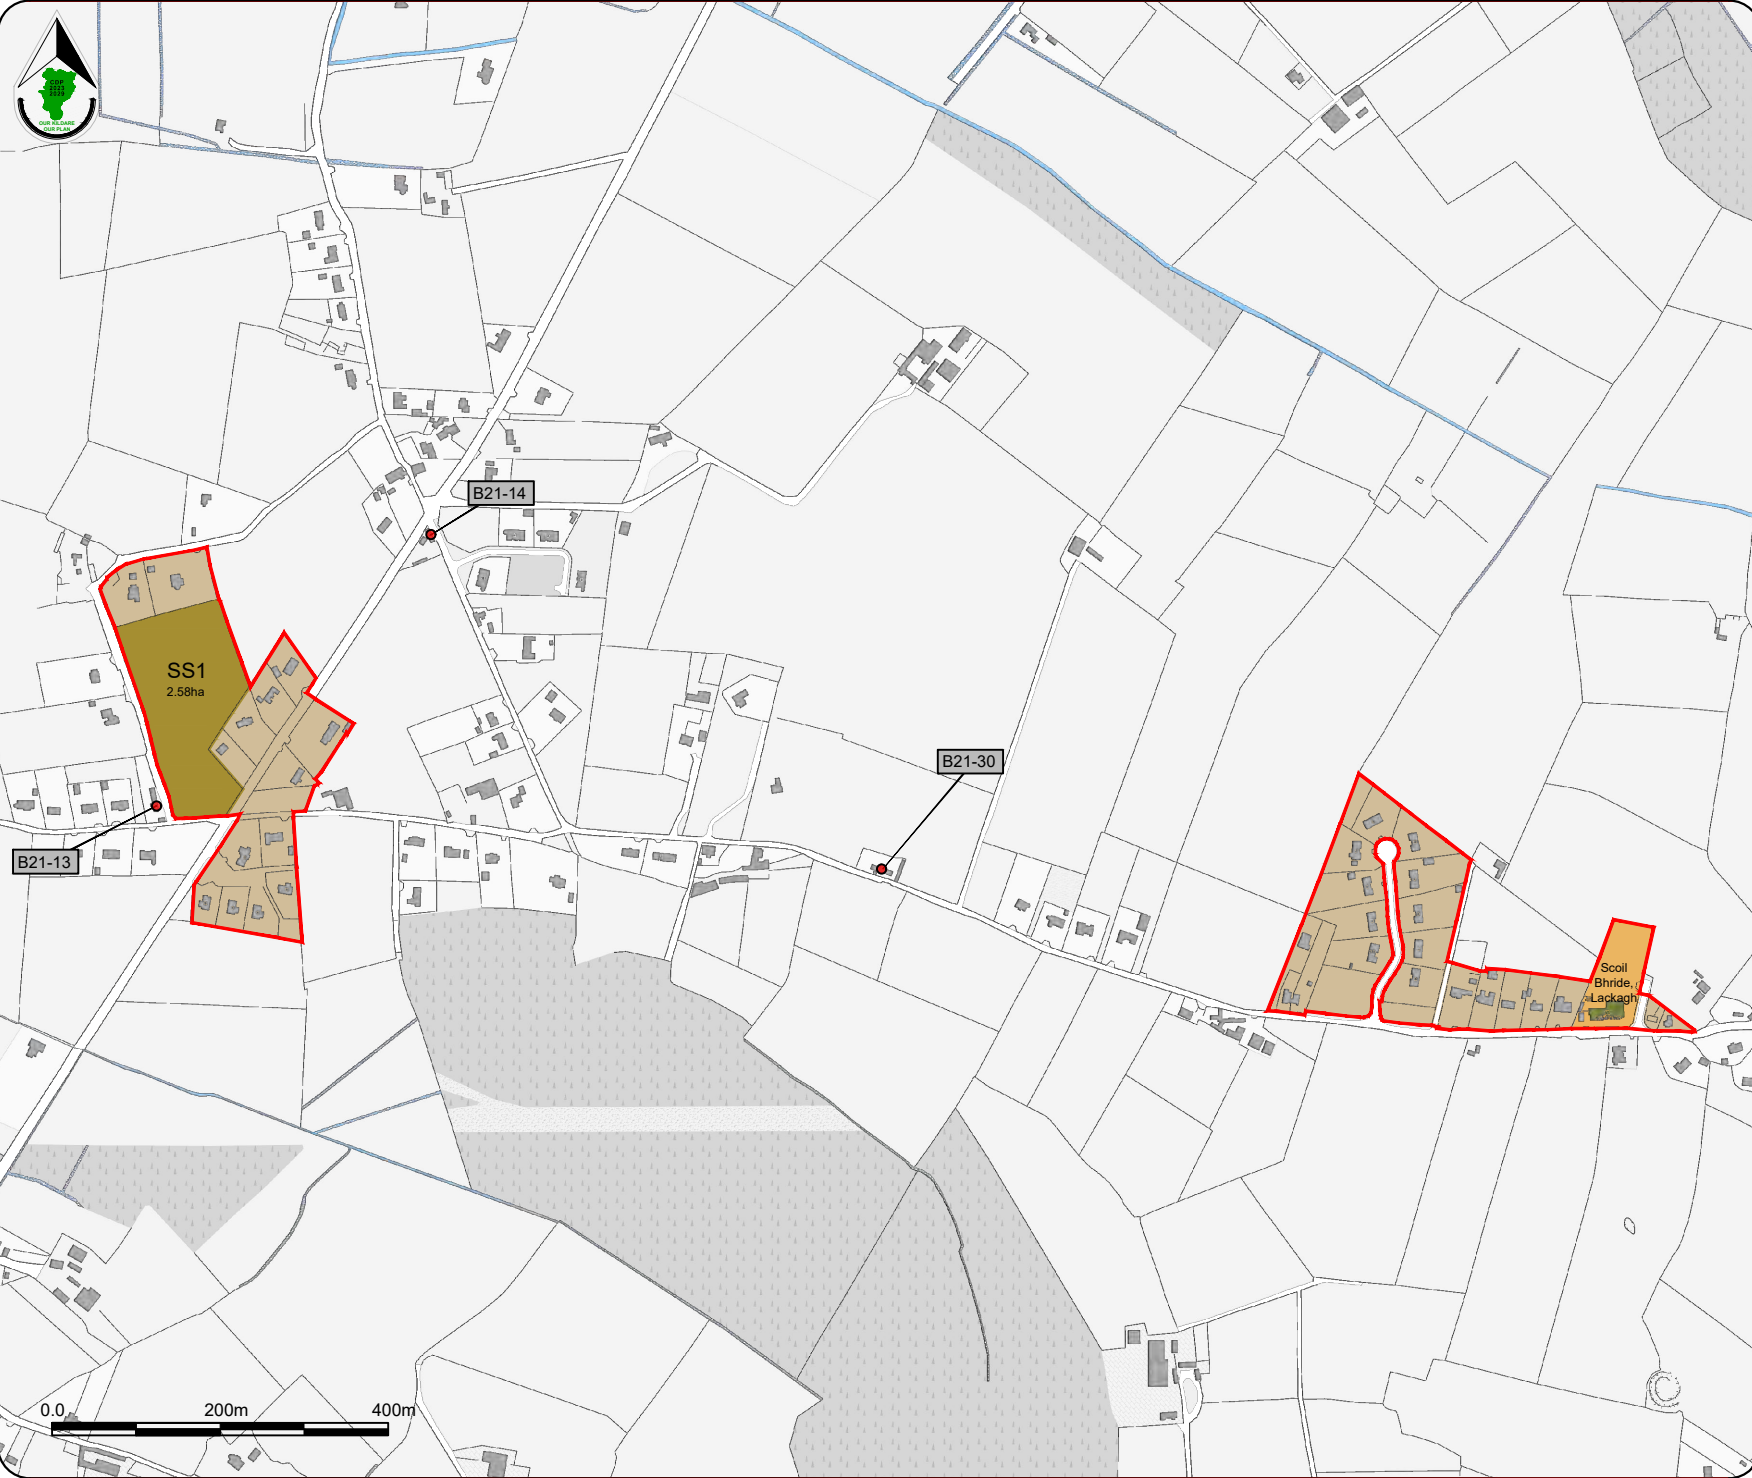 CDP
2023
2029
OUR KILDARE
OUR PLAN
B21-14
SS1
2.58ha
B21-30
B21-13
Scoil
Bhride,
Lackagh
0.0
200m
400m